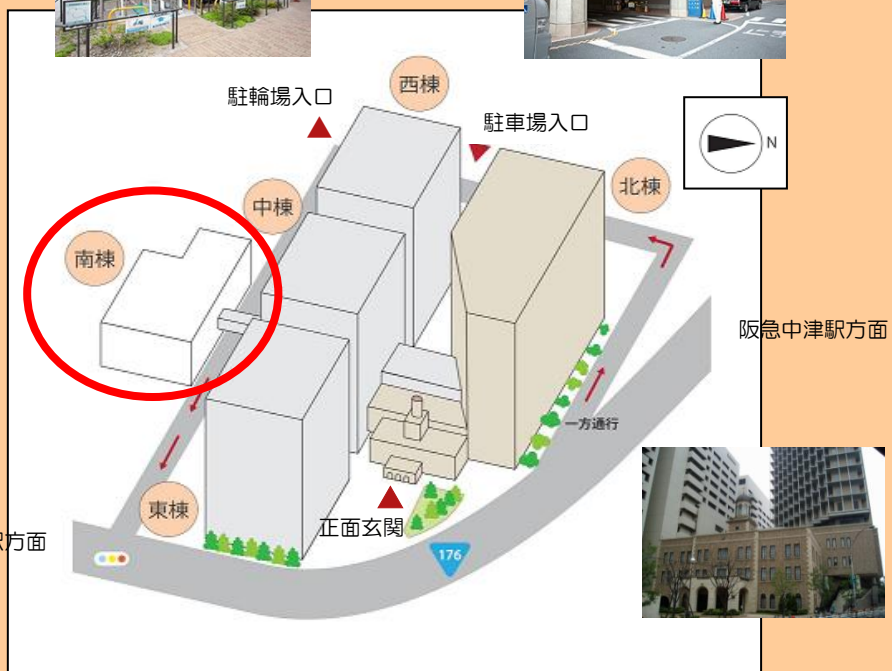 西棟
駐輪場入口
駐車場入口
N
北棟
中棟
南棟
阪急中津駅方面
一方通行
東棟
正面玄関
駅方面
176